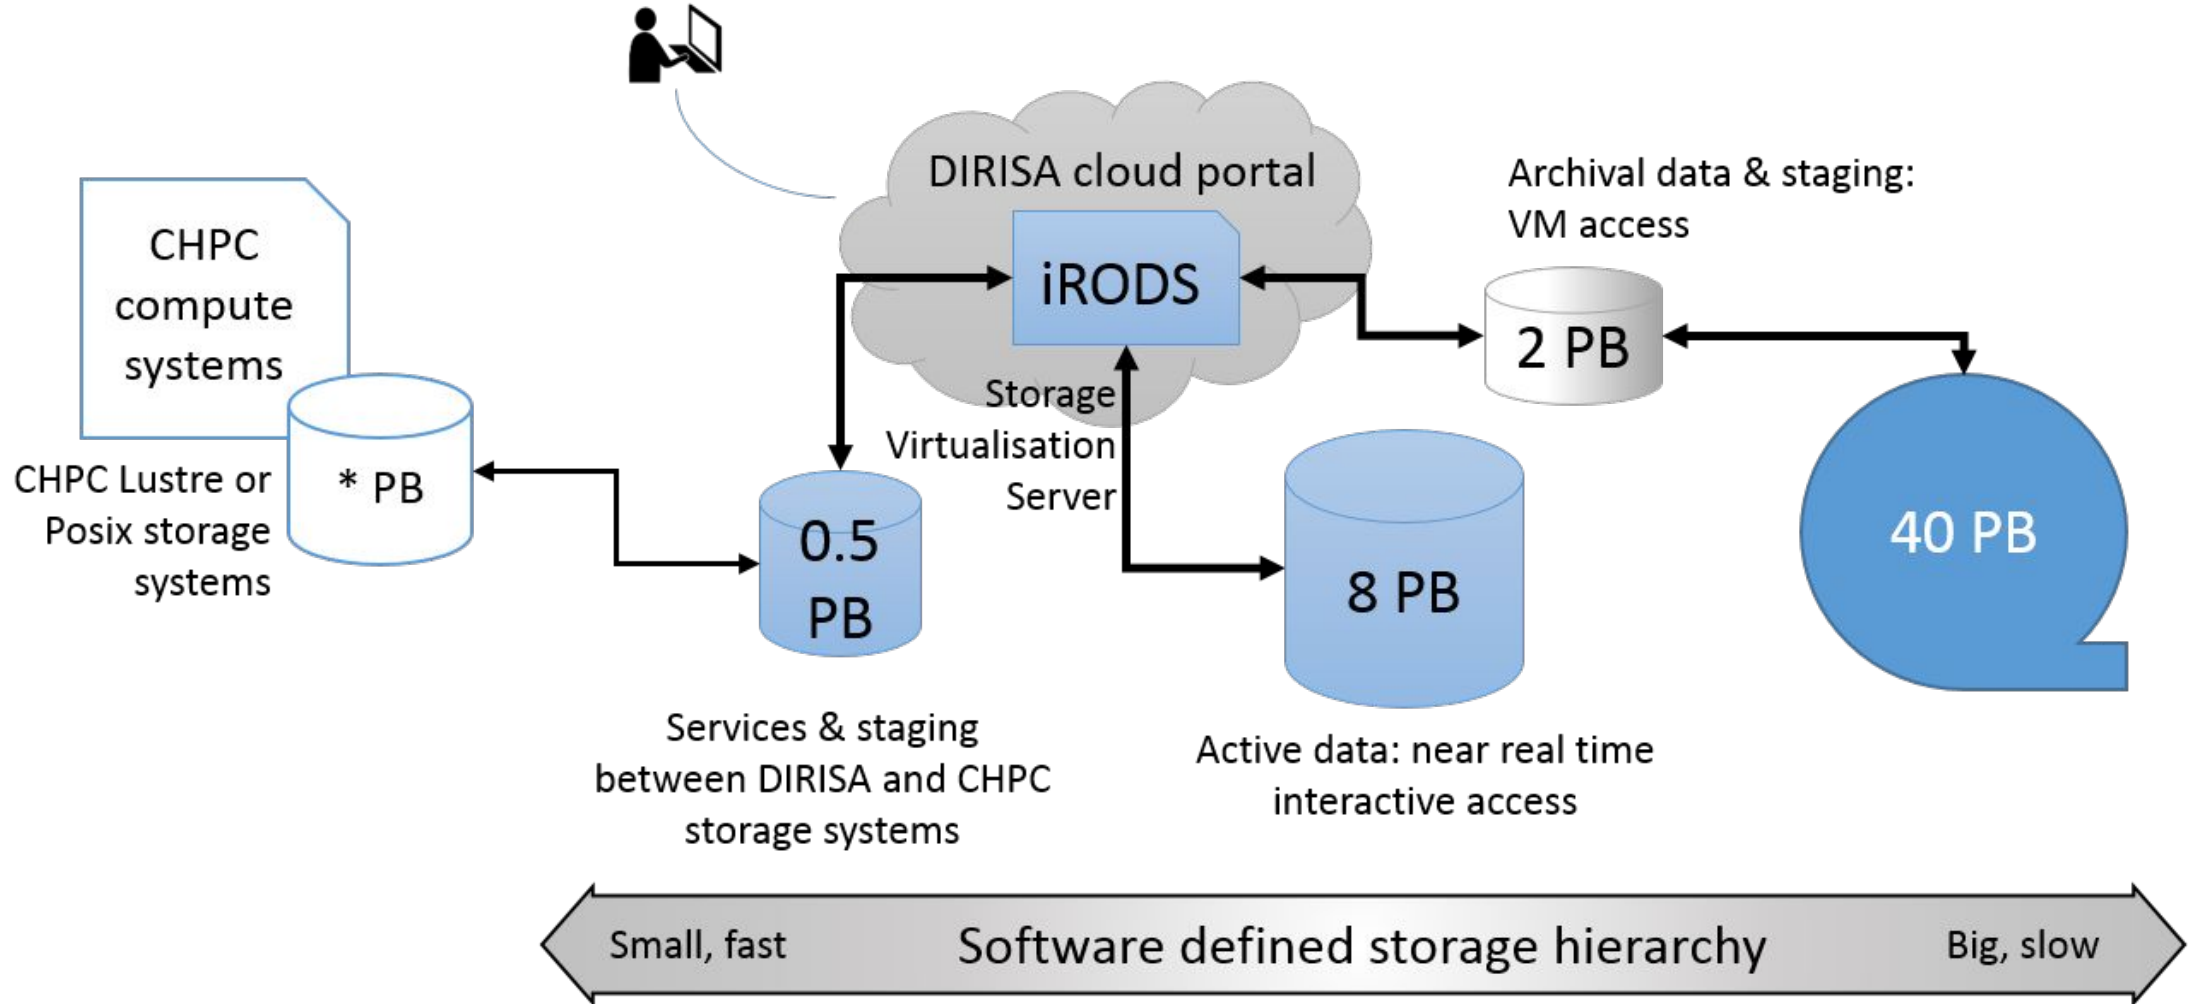 DIRISA cloud portal
iRODS
Storage
Virtualisation
Server
CHPC
compute
systems
* PB
CHPC Lustre or
Posix storage
systems
0.5
PB
Services & staging
between DIRISA and CHPC
storage systems
8 PB
Active data: near real time
interactive access
Archival data & staging:
VM access
2 PB
40 PB
Small, fast
Software defined storage hierarchy
Big, slow